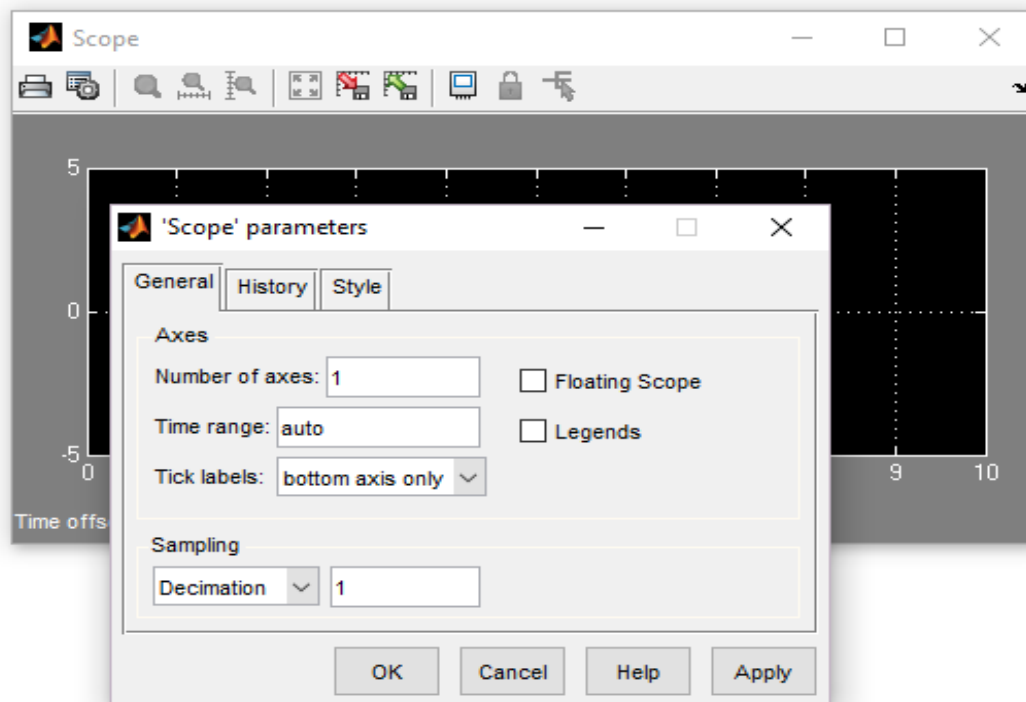 Scope
5
0
-5
0
9
10
Time offs
'Scope' parameters
General
History
Style
Axes
Number of axes: 1
Floating Scope
Time range: auto
Legends
Tick labels: bottom axis only
Sampling
Decimation
1
OK
Cancel
Help
Apply